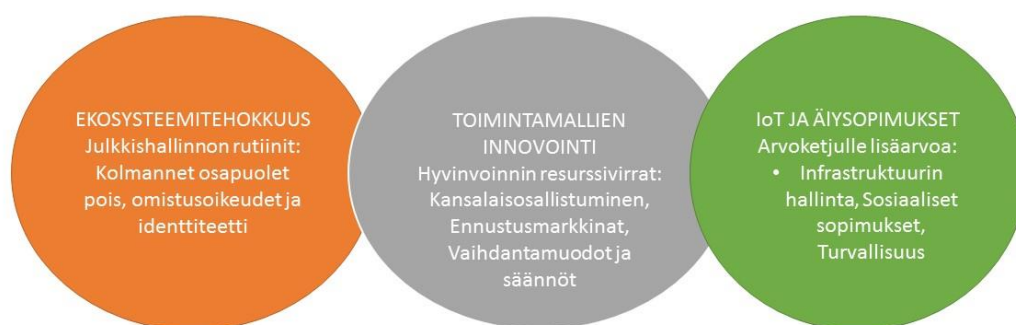 EKOSYSTEEMITEHOKKUUS
Julkkishallinnon rutiinit:
Kolmannet osapuolet
pois, omistusoikeudet ja
identtiteetti
TOIMINTAMALLIEN
INNOVOINTI
Hyvinvoinnin resurssivirrat:
Kansalaisosallistuminen,
Ennustusmarkkinat,
Vaihdantamuodot ja
säännöt
IoT JA ÄIYSOPIMUKSET
Arvoketjulle lisäarvoa:
• Infrastruktuurin
hallinta, Sosiaaliset
sopimukset,
Turvallisuus